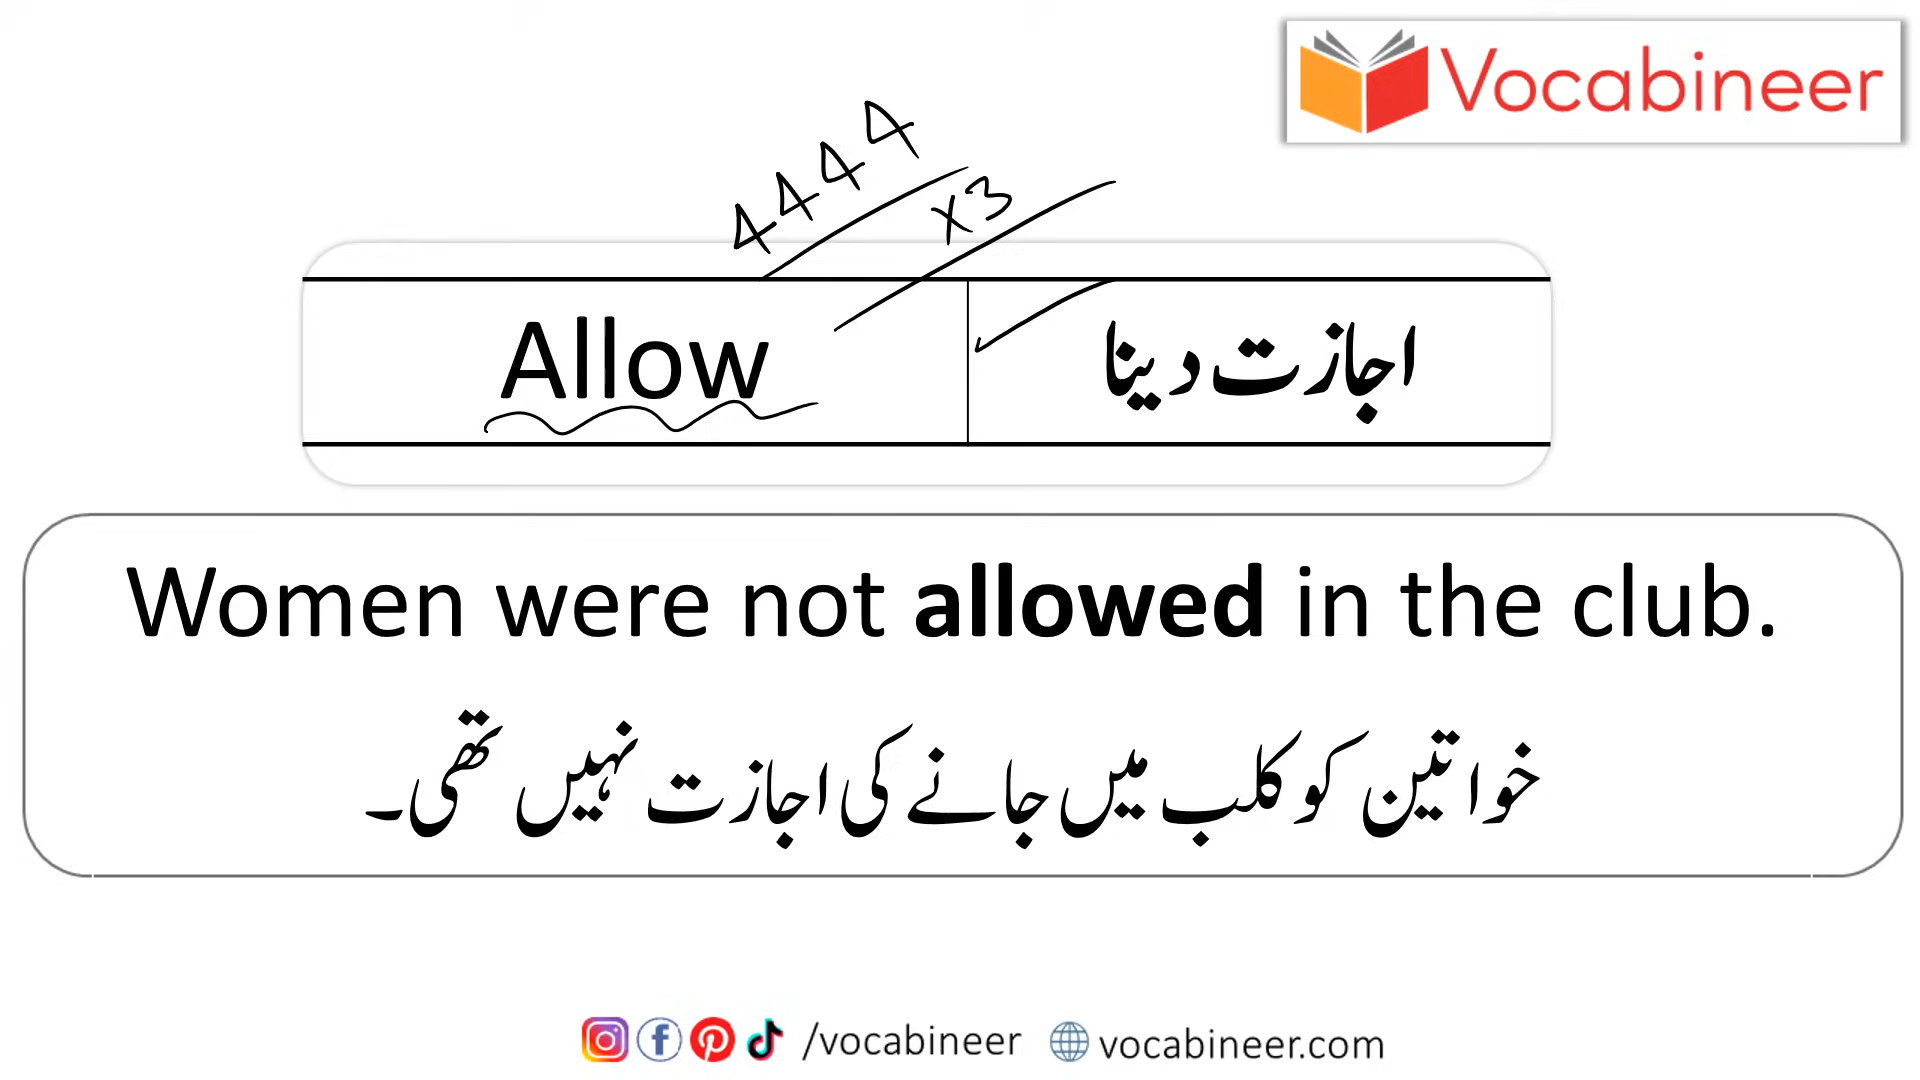 Vocabineer
4444
x3
Allow
اجازت دینا
Women were not allowed in the club.
خواتین کو کلب میں جانے کی اجازت نہیں تھی۔
/vocabineer
vocabineer.com